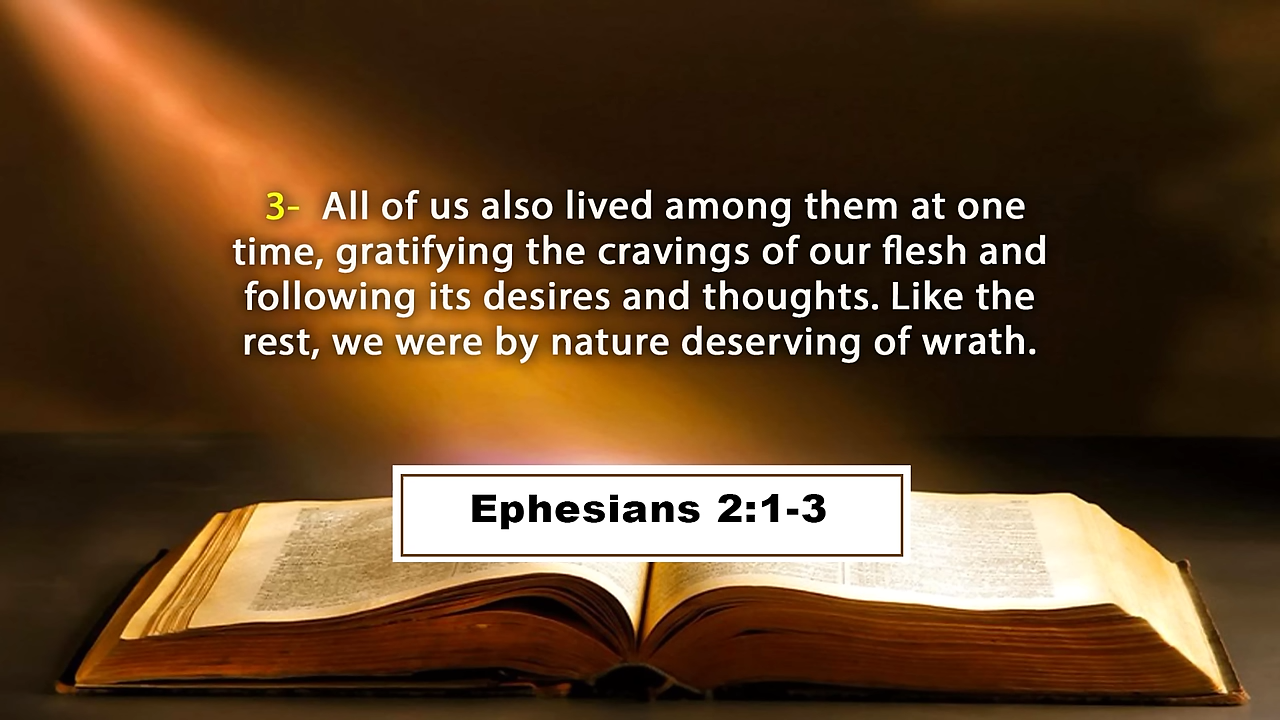 3- All of us also lived among them at one
time, gratifying the cravings of our flesh and
following its desires and thoughts. Like the
rest, we were by nature deserving of wrath.
Ephesians 2:1-3